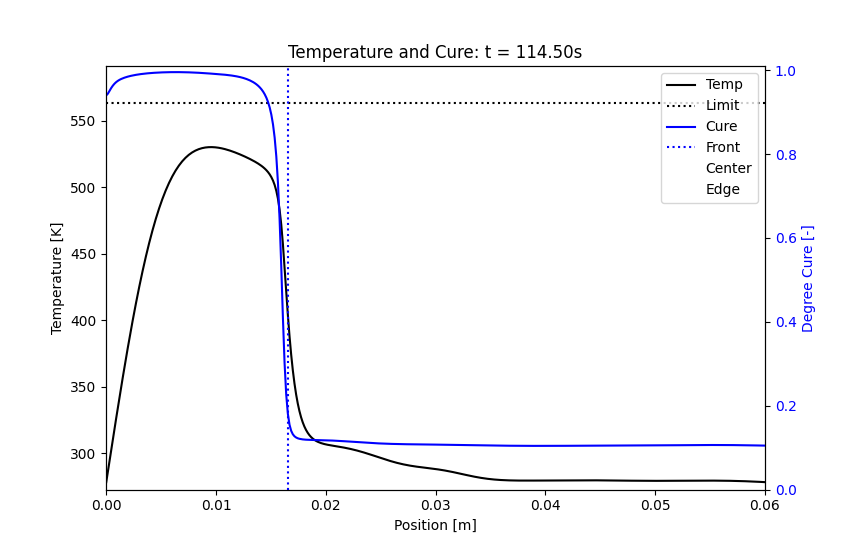 Temperature and Cure: t = 114.50s
Temp
Limit
Cure
Front
Center
Edge
550
500
450
400
350
300
Temperature [K]
1.0
0.8
0.6
0.4
0.2
0.0
Degree Cure [-]
0.00 0.01 0.02 0.03 0.04 0.05 0.06
Position [m]